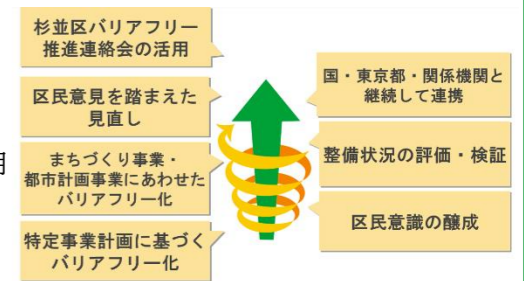 杉並区バリアフリー
推進連絡会の活用
区民意見を踏まえた
見直し
期
まちづくり事業・
都市計画事業にあわせた
バリアフリー化
特定事業計画に基づく
バリアフリー化
国・東京都・関係機関と
継続して連携
整備状況の評価・検証
区民意識の醸成